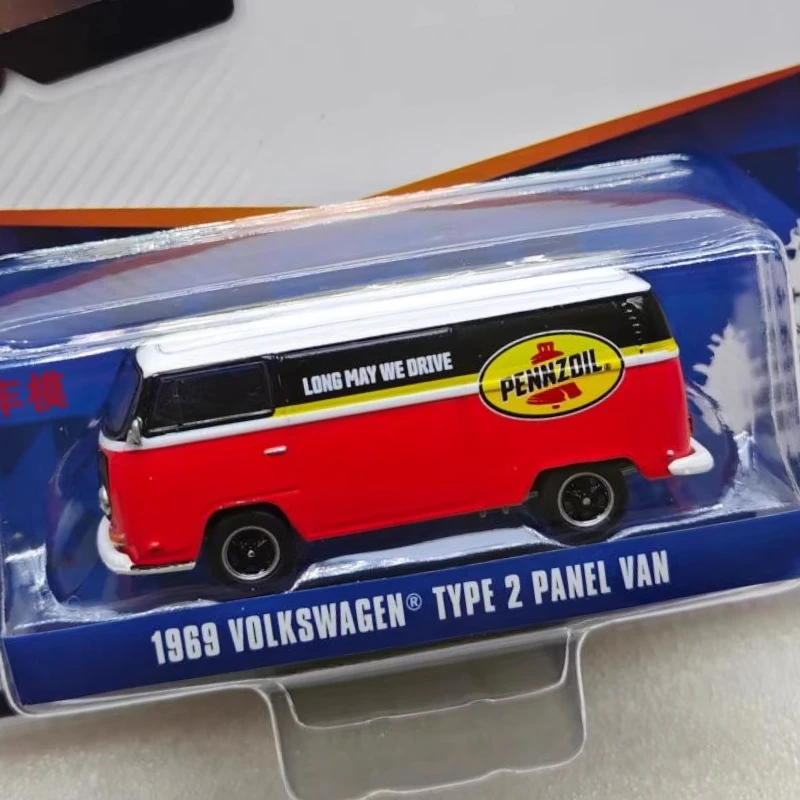 车模
LONG MAY WE DRIVE
PENNZOIL®
1969 VOLKSWAGEN® TYPE 2 PANEL VAN